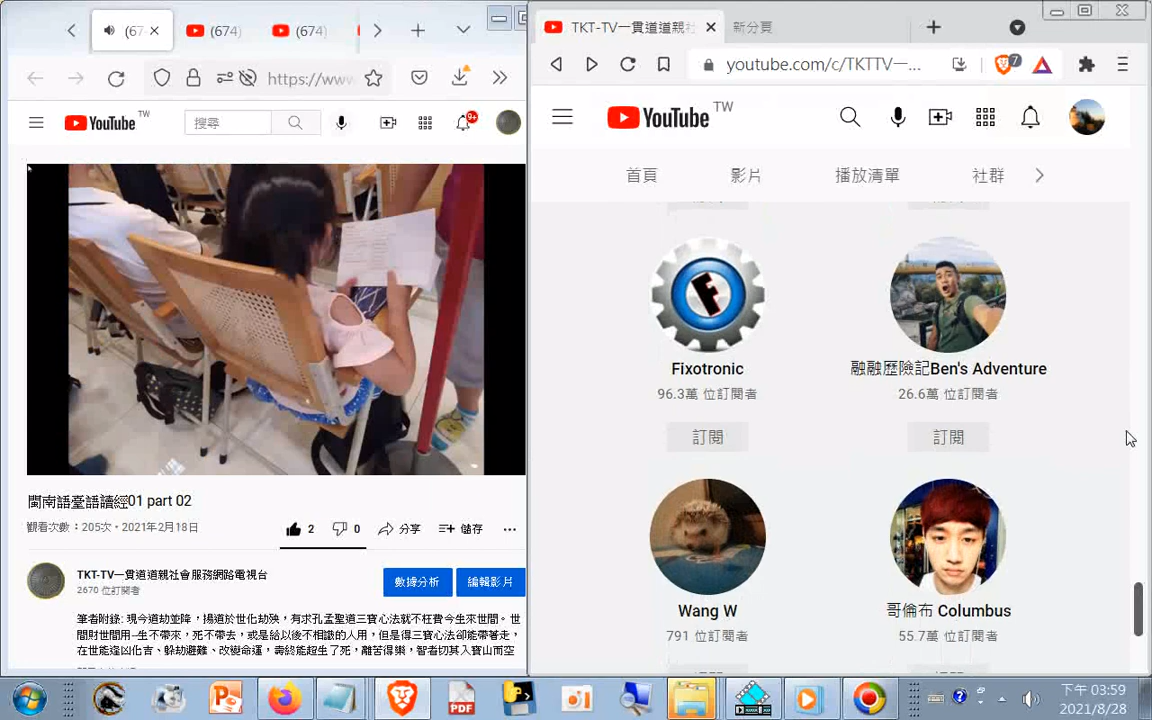 (67
(674)
(674)
https://www
YouTube TW
搜尋
9+
閩南語臺語讀經01 part 02
觀看次數：205次・2021年2月18日
2
0
分享
儲存
TKT-TV一貫道道親社會服務網路電視台
2670 位訂閱者
數據分析
編輯影片
筆者附錄: 現今道劫並降，揚道於世化劫殃，有求孔孟聖道三寶心法就不枉費今生來世間。世
間財世間用─生不帶來，死不帶去，或是給以後不相識的人用，但是得三寶心法卻能帶著走，
在世能逢凶化吉、躲劫避難、改變命運，壽終能超生了死，離苦得樂，智者切莫入寶山而空
TKT-TV一貫道道親社
新分頁
youtube.com/c/TKTTV一...
7
YouTube TW
首頁
影片
播放清單
社群
F
Fixotronic
96.3萬 位訂閱者
訂閱
融融歷險記Ben's Adventure
26.6萬 位訂閱者
訂閱
Wang W
791 位訂閱者
哥倫布 Columbus
55.7萬 位訂閱者
PDF
下午 03:59
2021/8/28